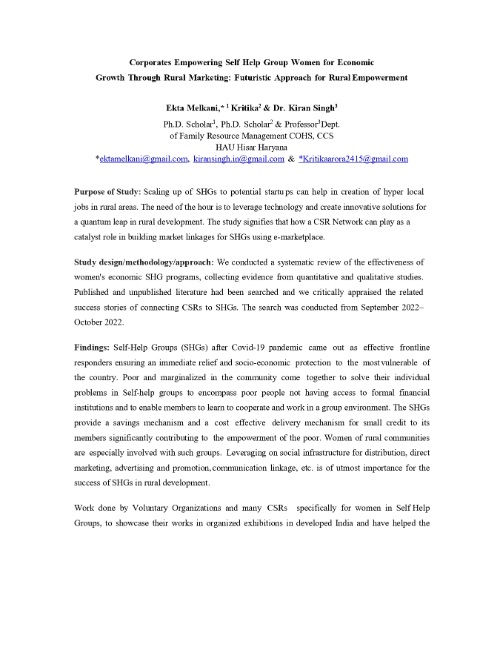 Corporates Empowering Self Help Group Women for Economic
Growth Through Rural Marketing: Futuristic Approach for Rural Empowerment
Ekta Melkani,* 1 Kritika2 & Dr. Kiran Singh3
Ph.D. Scholar1, Ph.D. Scholar2 & Professor3Dept.
of Family Resource Management COHS, CCS
HAU Hisar Haryana
*ektamelkani@gmail.com, kiransingh.in@gmail.com & *Kritikaarora2415@gmail.com
Purpose of Study: Scaling up of SHGs to potential startups can help in creation of hyper local
jobs in rural areas. The need of the hour is to leverage technology and create innovative solutions for
a quantum leap in rural development. The study signifies that how a CSR Network can play as a
catalyst role in building market linkages for SHGs using e-marketplace.
Study design/methodology/approach: We conducted a systematic review of the effectiveness of
women's economic SHG programs, collecting evidence from quantitative and qualitative studies.
Published and unpublished literature had been searched and we critically appraised the related
success stories of connecting CSRs to SHGs. The search was conducted from September 2022–
October 2022.
Findings: Self-Help Groups (SHGs) after Covid-19 pandemic came out as effective frontline
responders ensuring an immediate relief and socio-economic protection to the most vulnerable of
the country. Poor and marginalized in the community come together to solve their individual
problems in Self-help groups to encompass poor people not having access to formal financial
institutions and to enable members to learn to cooperate and work in a group environment. The SHGs
provide a savings mechanism and a cost effective delivery mechanism for small credit to its
members significantly contributing to the empowerment of the poor. Women of rural communities
are especially involved with such groups. Leveraging on social infrastructure for distribution, direct
marketing, advertising and promotion, communication linkage, etc. is of utmost importance for the
success of SHGs in rural development.
Work done by Voluntary Organizations and many CSRs specifically for women in Self Help
Groups, to showcase their works in organized exhibitions in developed India and have helped the